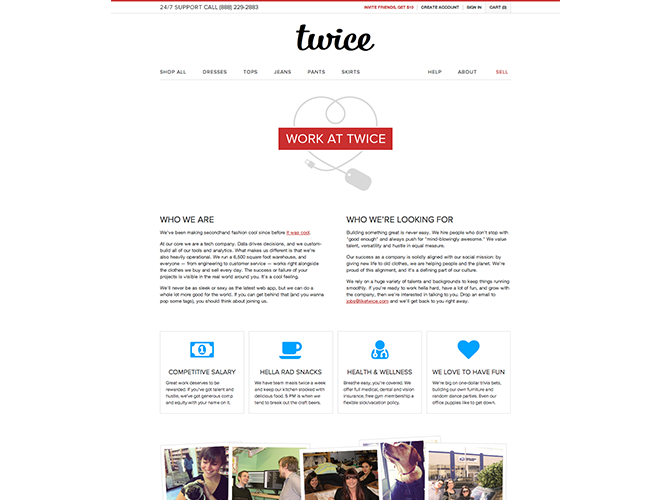 24/7 SUPPORT CALL (888) 229-2883
INVITE FRIENDS, GET $10 CREATE ACCOUNT SIGN IN CART (0)
twice
SHOP ALL DRESSES TOPS JEANS PANTS SKIRTS HELP ABOUT SELL
WORK AT TWICE
WHO WE ARE
We've been making secondhand fashion cool since before it was cool.
At our core we are a tech company. Data drives decisions, and we custom-
build all of our tools and analytics. What makes us different is that we're
also heavily operational. We run a 6,500 square foot warehouse, and
everyone — from engineering to customer service — works right alongside
the clothes we buy and sell every day. The success or failure of your
projects is visible in the real world around you. It's a cool feeling.
We'll never be as sleek or sexy as the latest web app, but we can do a
whole lot more good for the world. If you can get behind that (and you wanna
pop some tags), you should think about joining us.
WHO WE'RE LOOKING FOR
Building something great is never easy. We hire people who don't stop with
"good enough" and always push for "mind-blowingly awesome." We value
talent, versatility and hustle in equal measure.
Our success as a company is solidly aligned with our social mission: by
giving new life to old clothes, we are helping people and the planet. We're
proud of this alignment, and it's a defining part of our culture.
We rely on a huge variety of talents and backgrounds to keep things running
smoothly. If you're ready to work hella hard, have a lot of fun, and grow with
the company, then we're interested in talking to you. Drop an email to
jobs@liketwice.com and we'll get back to you right away.
COMPETITIVE SALARY
Great work deserves to be
rewarded. If you've got talent and
hustle, we've got generous comp
and equity with your name on it.
HELLA RAD SNACKS
We have team meals twice a week
and keep our kitchen stocked with
delicious food. 5 PM is when we
tend to break out the craft beers.
HEALTH & WELLNESS
Breathe easy, you're covered. We
offer full medical, dental and vision
insurance, free gym membership a
flexible sick/vacation policy.
WE LOVE TO HAVE FUN
We're big on one-dollar trivia bets,
building our own furniture and
random dance parties. Even our
office puppies like to get down.